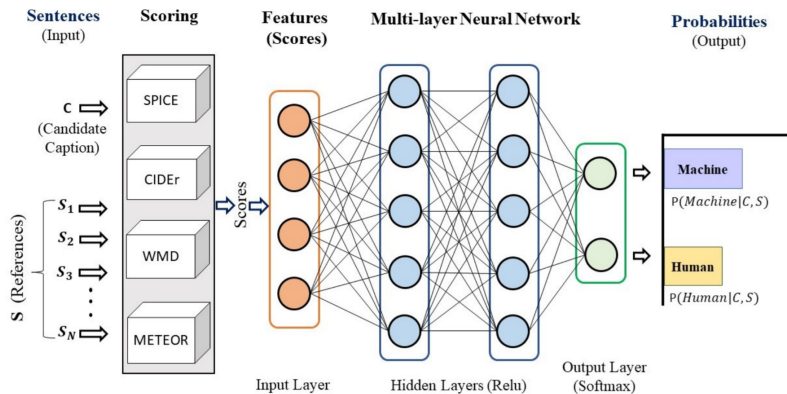 Sentences
(Input)
Scoring
Features
(Scores)
Multi-layer Neural Network
Probabilities
(Output)
C
(Candidate
Caption)
S (References)
S₁
S₂
S₃
S_N
SPICE
CIDEr
WMD
METEOR
Scores
Machine
P(Machine|C, S)
Human
P(Human|C, S)
Input Layer
Hidden Layers (Relu)
Output Layer
(Softmax)